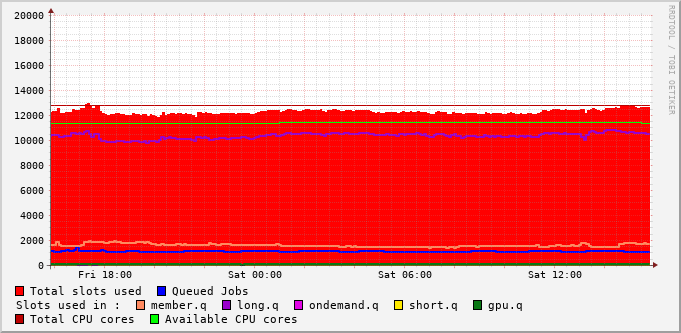 20000
18000
16000
14000
12000
10000
8000
6000
4000
2000
0
Fri 18:00 Sat 00:00 Sat 06:00 Sat 12:00
RRDTOOL / TOBI OETIKER
Total slots used Queued Jobs
Slots used in : member.q long.q ondemand.q short.q gpu.q
Total CPU cores Available CPU cores